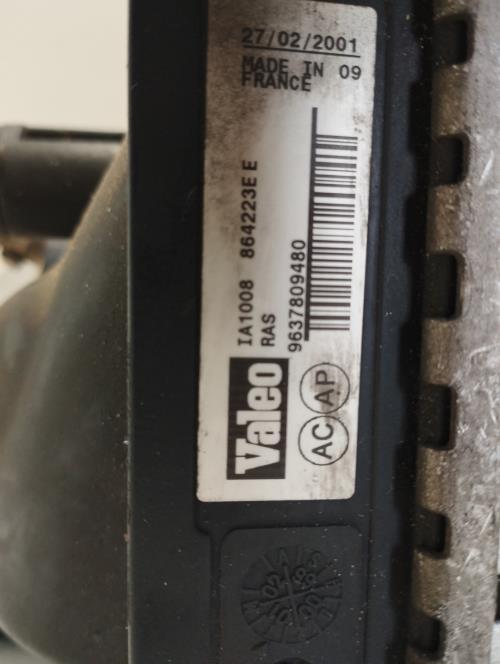 27/02/2001
MADE IN 09
FRANCE
IA1008 864223E E
RAS
9637809480
Valeo
AC AP